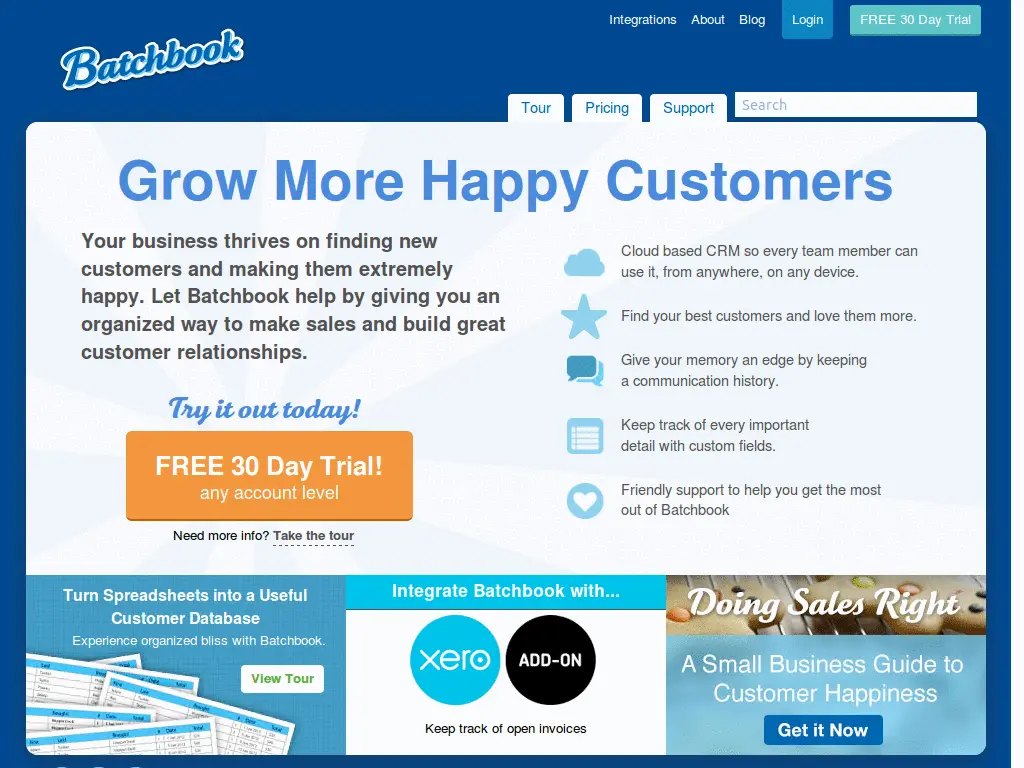 Integrations About Blog Login FREE 30 Day Trial
Batchbook
Tour Pricing Support Search
Grow More Happy Customers
Your business thrives on finding new
customers and making them extremely
happy. Let Batchbook help by giving you an
organized way to make sales and build great
customer relationships.
Try it out today!
FREE 30 Day Trial!
any account level
Need more info? Take the tour
Cloud based CRM so every team member can
use it, from anywhere, on any device.
Find your best customers and love them more.
Give your memory an edge by keeping
a communication history.
Keep track of every important
detail with custom fields.
Friendly support to help you get the most
out of Batchbook
Turn Spreadsheets into a Useful
Customer Database
Experience organized bliss with Batchbook.
View Tour
Integrate Batchbook with...
xero ADD-ON
Keep track of open invoices
Doing Sales Right
A Small Business Guide to
Customer Happiness
Get it Now